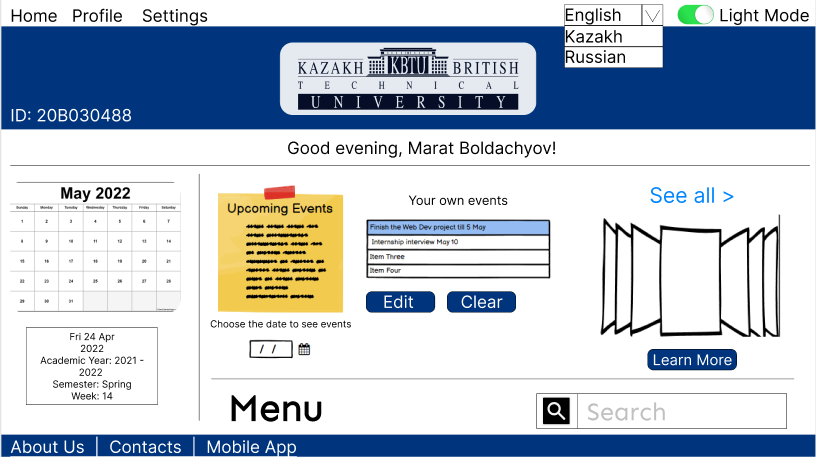 Home Profile Settings
English
Kazakh
Russian
Light Mode
KAZAKH KBTU BRITISH
TECHNICAL
UNIVERSITY
ID: 20B030488
Good evening, Marat Boldachyov!
May 2022
Sunday Monday Tuesday Wednesday Thursday Friday Saturday
1 2 3 4 5 6 7
8 9 10 11 12 13 14
15 16 17 18 19 20 21
22 23 24 25 26 27 28
29 30 31
Fri 24 Apr
2022
Academic Year: 2021 -
2022
Semester: Spring
Week: 14
Upcoming Events
Choose the date to see events
/ /
Your own events
Finish the Web Dev project till 5 May
Internship interview May 10
Item Three
Item Four
Edit Clear
See all >
Learn More
Menu
Search
About Us | Contacts | Mobile App